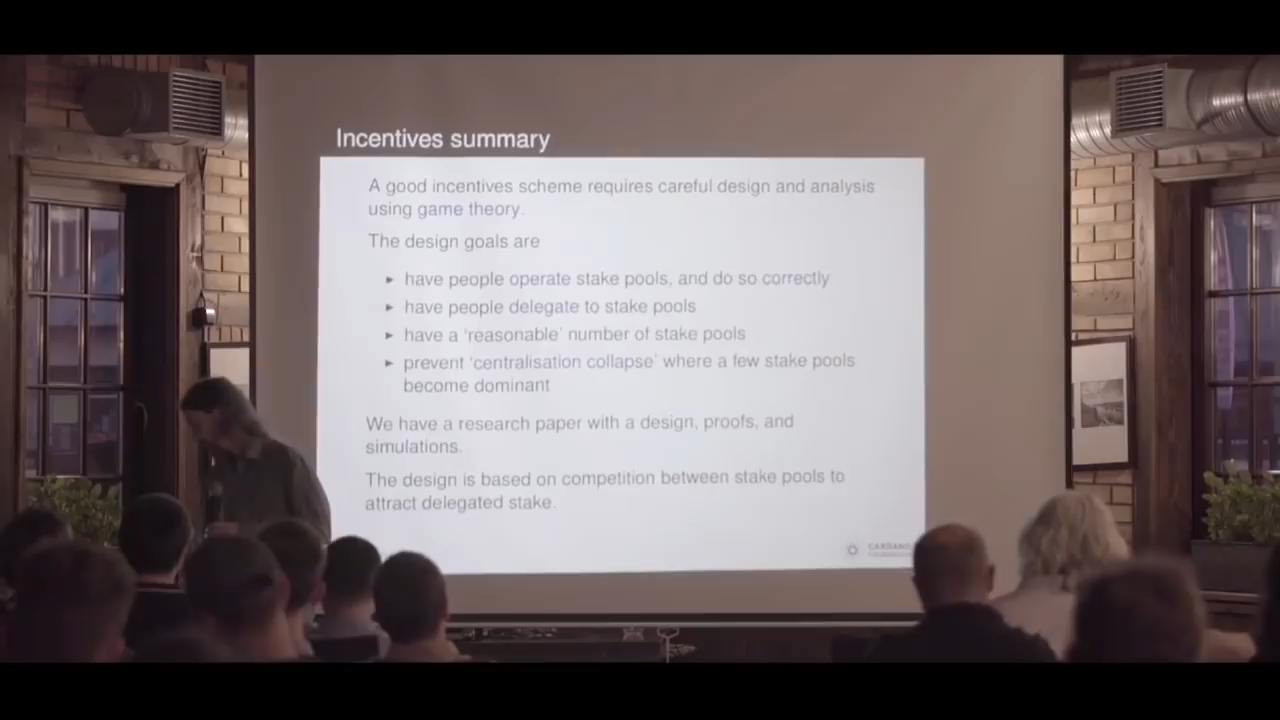 Incentives summary
A good incentives scheme requires careful design and analysis
using game theory.
The design goals are
► have people operate stake pools, and do so correctly
► have people delegate to stake pools
► have a ‘reasonable’ number of stake pools
► prevent ‘centralisation collapse’ where a few stake pools
become dominant
We have a research paper with a design, proofs, and
simulations.
The design is based on competition between stake pools to
attract delegated stake.